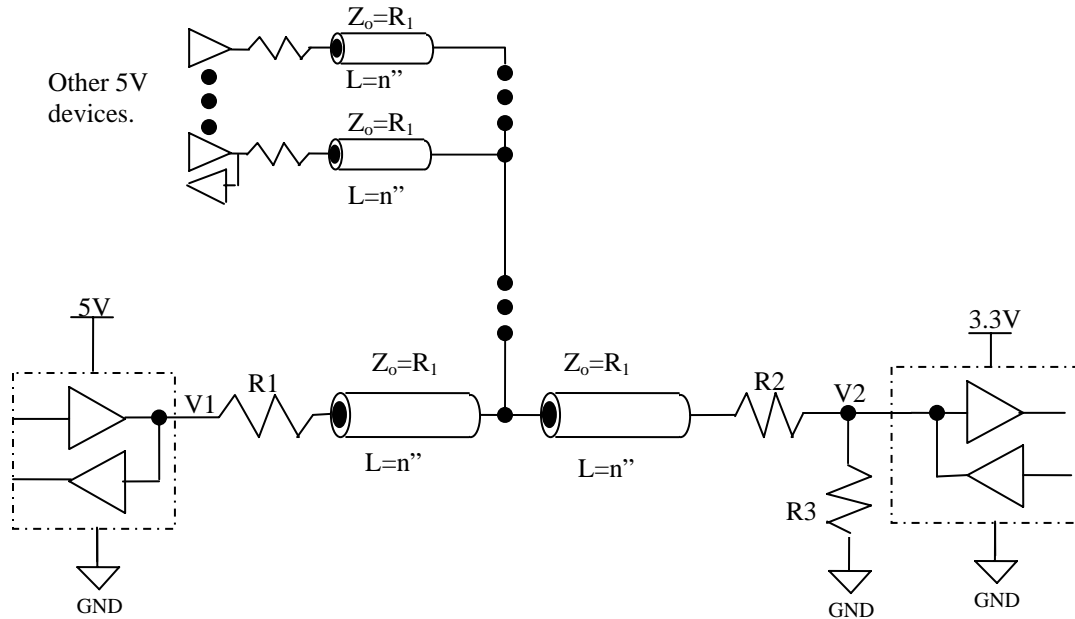 Zₒ=R₁
L=n”
Other 5V
devices.
Zₒ=R₁
L=n”
5V
3.3V
Zₒ=R₁
Zₒ=R₁
V1
R1
R2
V2
L=n”
L=n”
R3
GND
GND
GND